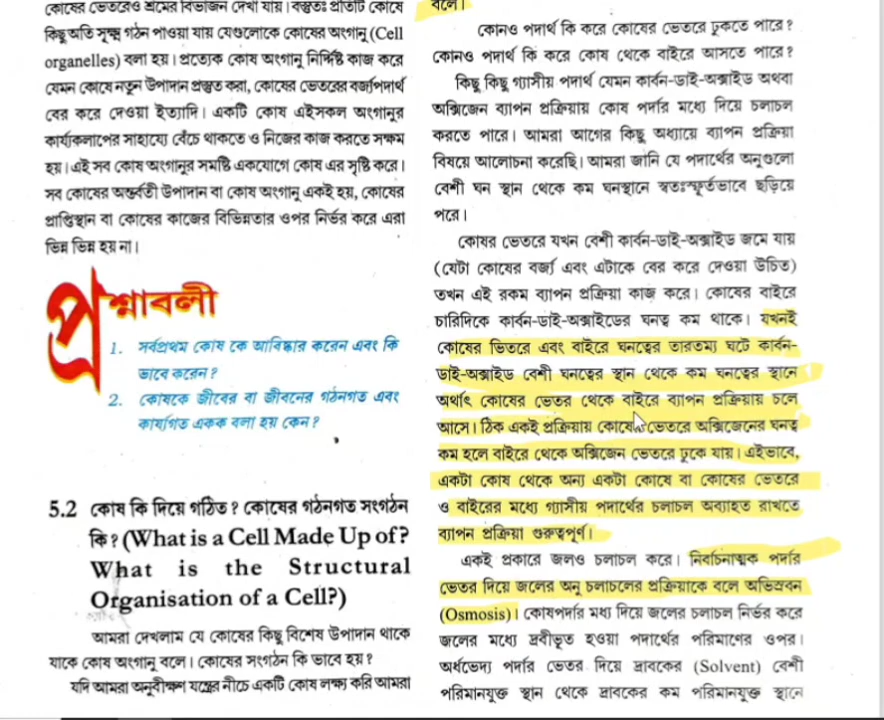 কোষের ভেতরেও শ্রমের বিভাজন দেখা যায়। বস্তুতঃ প্রতিটি কোষে
কিছু অতি সূক্ষ্ম গঠন পাওয়া যায় যেগুলোকে কোষের অংগানু (Cell
organelles) বলা হয়। প্রত্যেক কোষ অংগানু নির্দিষ্ট কাজ করে
যেমন কোষে নতুন উপাদান প্রস্তুত করা, কোষের ভেতরের বর্জ্যপদার্থ
বের করে দেওয়া ইত্যাদি। একটি কোষ এইসকল অংগানুর
কার্য্যকলাপের সাহায্যে বেঁচে থাকতে ও নিজের কাজ করতে সক্ষম
হয়। এই সব কোষ অংগানুর সমষ্টি একযোগে কোষ এর সৃষ্টি করে।
সব কোষের অন্তর্বর্তী উপাদান বা কোষ অংগানু একই হয়, কোষের
প্রাপ্তিস্থান বা কোষের কাজের বিভিন্নতার ওপর নির্ভর করে এরা
ভিন্ন ভিন্ন হয় না।
প্রশ্নাবলী
1. সর্বপ্রথম কোষ কে আবিষ্কার করেন এবং কি
ভাবে করেন?
2. কোষকে জীবের বা জীবনের গঠনগত এবং
কার্য্যগত একক বলা হয় কেন?
5.2 কোষ কি দিয়ে গঠিত? কোষের গঠনগত সংগঠন
কি? (What is a Cell Made Up of?
What is the Structural
Organisation of a Cell?)
আমরা দেখলাম যে কোষের কিছু বিশেষ উপাদান থাকে
যাকে কোষ অংগানু বলে। কোষের সংগঠন কি ভাবে হয়?
যদি আমরা অনুবীক্ষণ যন্ত্রের নীচে একটি কোষ লক্ষ্য করি আমরা
বলে।
কোনও পদার্থ কি করে কোষের ভেতরে ঢুকতে পারে?
কোনও পদার্থ কি করে কোষ থেকে বাইরে আসতে পারে?
কিছু কিছু গ্যাসীয় পদার্থ যেমন কার্বন-ডাই-অক্সাইড অথবা
অক্সিজেন ব্যাপন প্রক্রিয়ায় কোষ পর্দার মধ্যে দিয়ে চলাচল
করতে পারে। আমরা আগের কিছু অধ্যায়ে ব্যাপন প্রক্রিয়া
বিষয়ে আলোচনা করেছি। আমরা জানি যে পদার্থের অনুগুলো
বেশী ঘন স্থান থেকে কম ঘনস্থানে স্বতঃস্ফূর্তভাবে ছড়িয়ে
পরে।
কোষর ভেতরে যখন বেশী কার্বন-ডাই-অক্সাইড জমে যায়
(যেটা কোষের বর্জ্য এবং এটাকে বের করে দেওয়া উচিত)
তখন এই রকম ব্যাপন প্রক্রিয়া কাজ করে। কোষের বাইরে
চারিদিকে কার্বন-ডাই-অক্সাইডের ঘনত্ব কম থাকে। যখনই
কোষের ভিতরে এবং বাইরে ঘনত্বের তারতম্য ঘটে কার্বন-
ডাই-অক্সাইড বেশী ঘনত্বের স্থান থেকে কম ঘনত্বের স্থানে
অর্থাৎ কোষের ভেতর থেকে বাইরে ব্যাপন প্রক্রিয়ায় চলে
আসে। ঠিক একই প্রক্রিয়ায় কোষের ভেতরে অক্সিজেনের ঘনত্ব
কম হলে বাইরে থেকে অক্সিজেন ভেতরে ঢুকে যায়। এইভাবে,
একটা কোষ থেকে অন্য একটা কোষে বা কোষের ভেতরে
ও বাইরের মধ্যে গ্যাসীয় পদার্থের চলাচল অব্যাহত রাখতে
ব্যাপন প্রক্রিয়া গুরুত্বপূর্ণ।
একই প্রকারে জলও চলাচল করে। নির্বাচনাত্মক পর্দার
ভেতর দিয়ে জলের অনু চলাচলের প্রক্রিয়াকে বলে অভিস্রবন
(Osmosis)। কোষপর্দার মধ্য দিয়ে জলের চলাচল নির্ভর করে
জলের মধ্যে দ্রবীভূত হওয়া পদার্থের পরিমাণের ওপর।
অর্ধভেদ্য পর্দার ভেতর দিয়ে দ্রাবকের (Solvent) বেশী
পরিমানযুক্ত স্থান থেকে দ্রাবকের কম পরিমানযুক্ত স্থানে